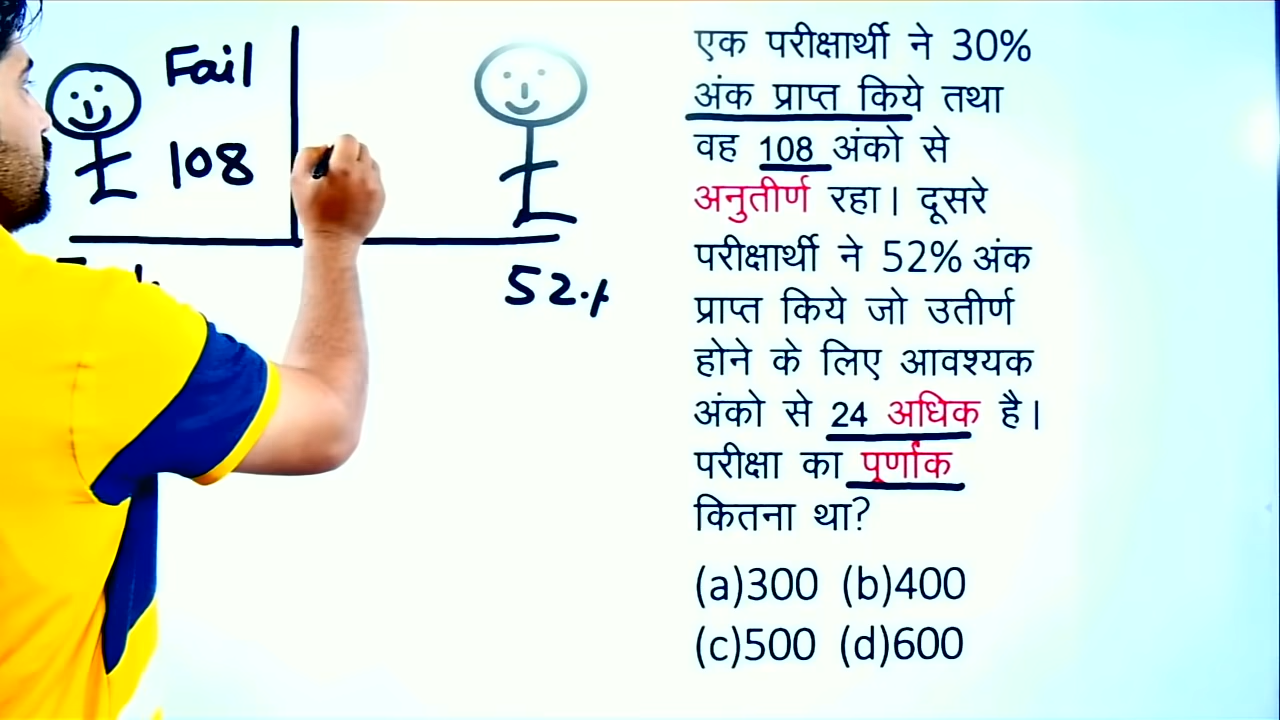 Fail
108
52%
एक परीक्षार्थी ने 30%
अंक प्राप्त किये तथा
वह 108 अंको से
अनुतीर्ण रहा। दूसरे
परीक्षार्थी ने 52% अंक
प्राप्त किये जो उतीर्ण
होने के लिए आवश्यक
अंको से 24 अधिक है।
परीक्षा का पूर्णाक
कितना था?
(a)300 (b)400
(c)500 (d)600